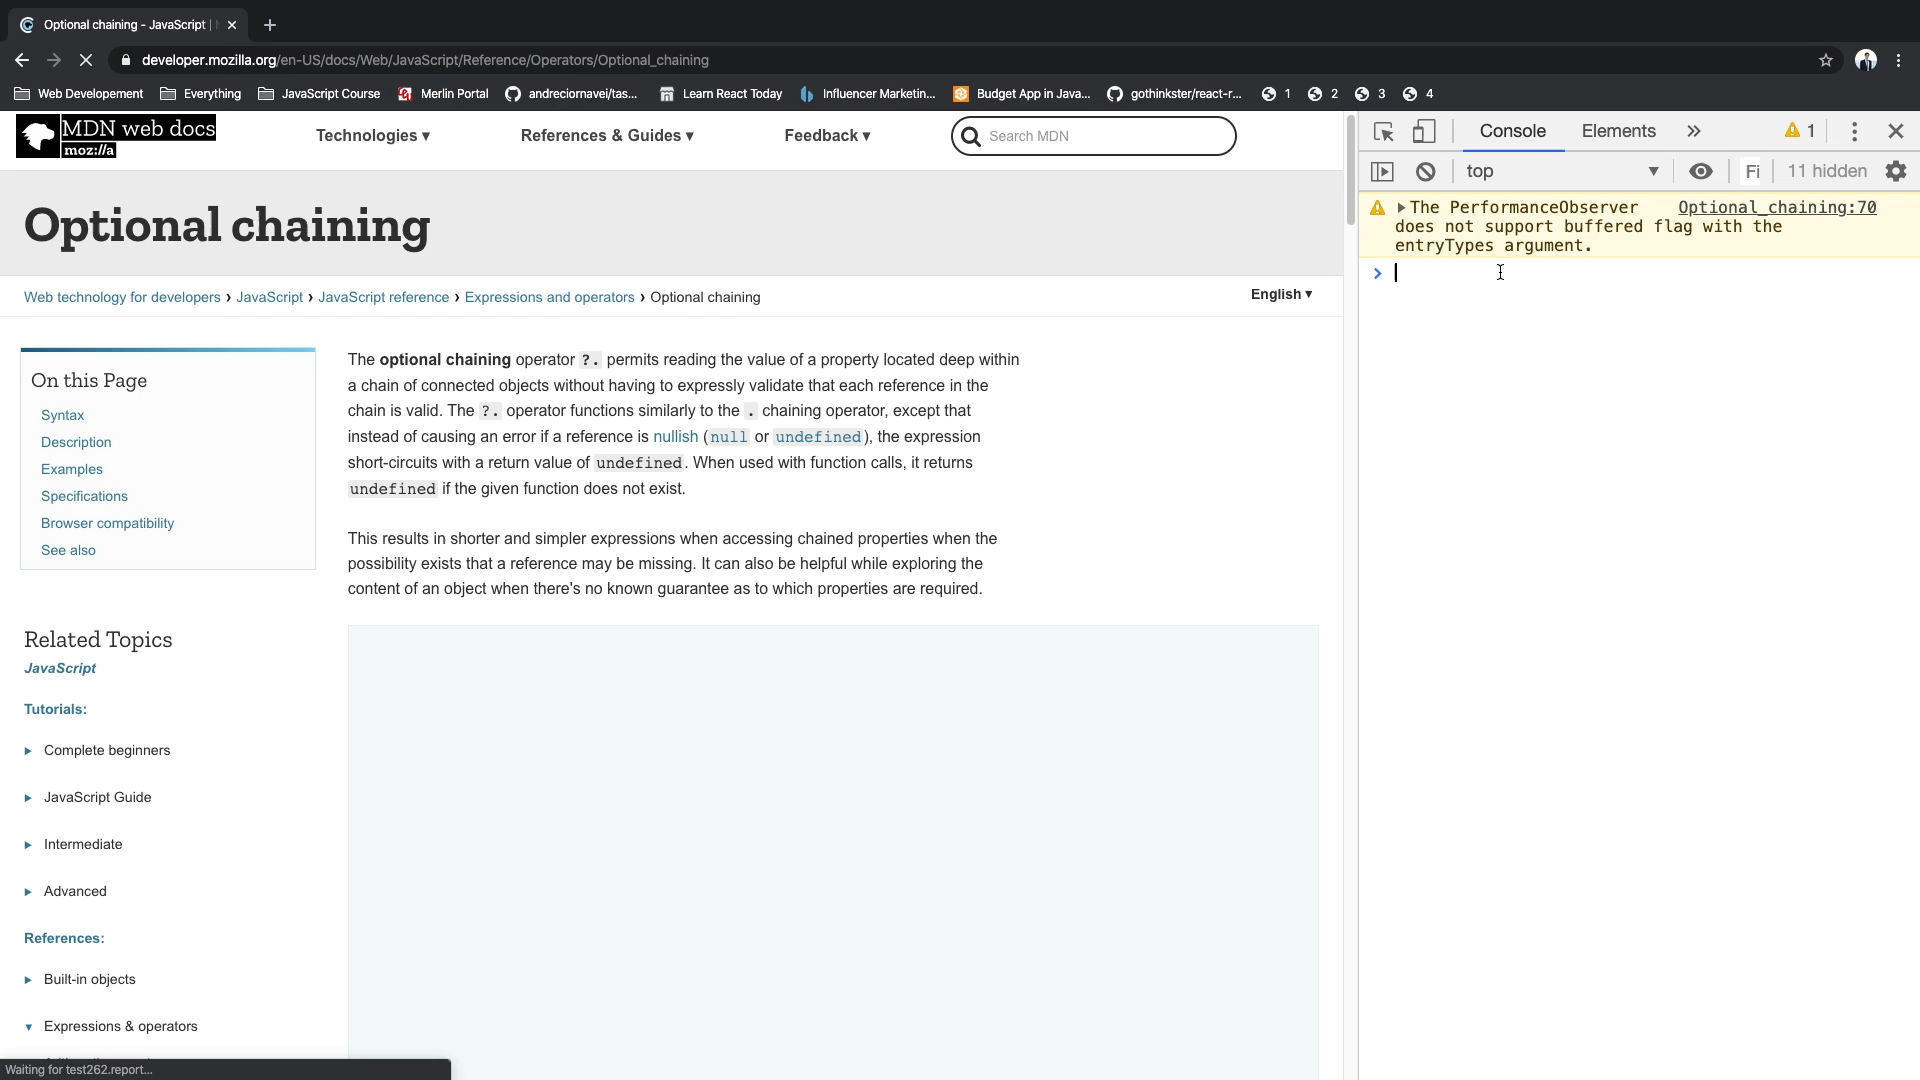 Optional chaining - JavaScript |
developer.mozilla.org/en-US/docs/Web/JavaScript/Reference/Operators/Optional_chaining
Web Developement Everything JavaScript Course Merlin Portal andreciornavei/tas... Learn React Today Influencer Marketin... Budget App in Java... gothinkster/react-r... 1 2 3 4
MDN web docs
moz://a
Technologies ▾ References & Guides ▾ Feedback ▾ Search MDN
Optional chaining
Web technology for developers › JavaScript › JavaScript reference › Expressions and operators › Optional chaining
English ▾
On this Page
Syntax
Description
Examples
Specifications
Browser compatibility
See also
The optional chaining operator ?. permits reading the value of a property located deep within
a chain of connected objects without having to expressly validate that each reference in the
chain is valid. The ?. operator functions similarly to the . chaining operator, except that
instead of causing an error if a reference is nullish (null or undefined), the expression
short-circuits with a return value of undefined. When used with function calls, it returns
undefined if the given function does not exist.
This results in shorter and simpler expressions when accessing chained properties when the
possibility exists that a reference may be missing. It can also be helpful while exploring the
content of an object when there's no known guarantee as to which properties are required.
Related Topics
JavaScript
Tutorials:
Complete beginners
JavaScript Guide
Intermediate
Advanced
References:
Built-in objects
Expressions & operators
Waiting for test262.report...
Console Elements » 1
top Fi 11 hidden
The PerformanceObserver Optional_chaining:70
does not support buffered flag with the
entryTypes argument.